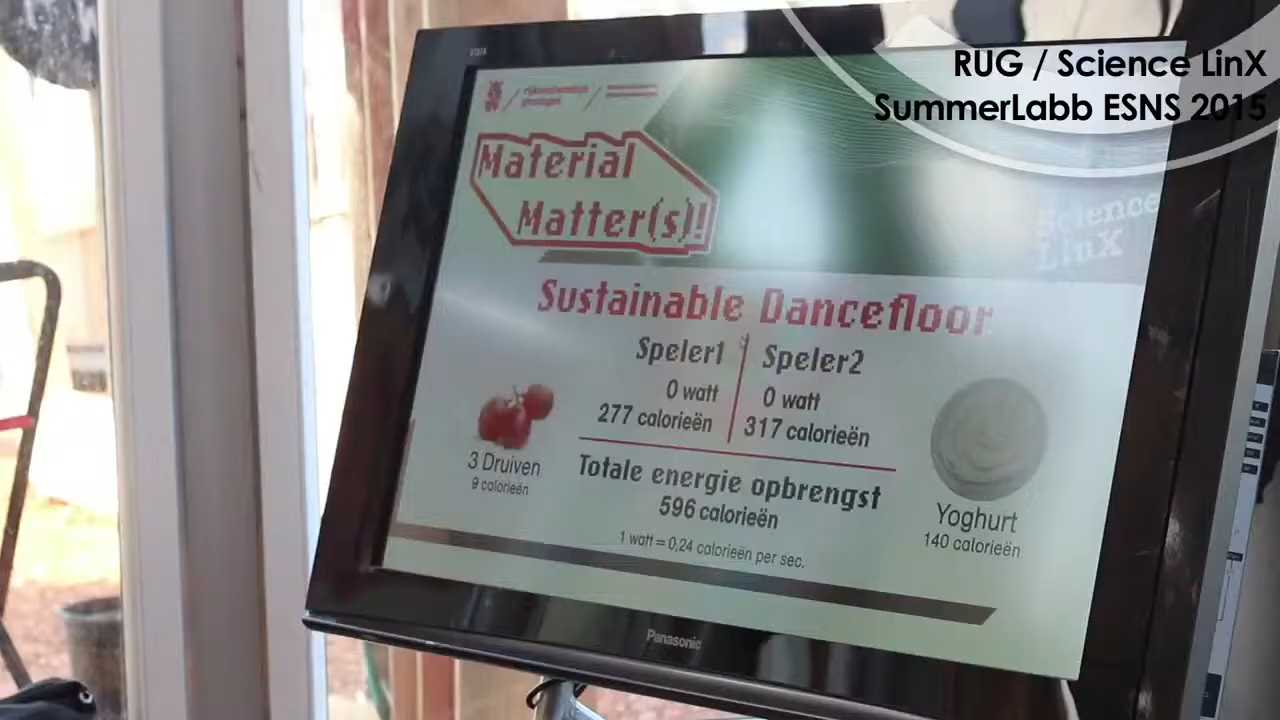 RUG / Science LinX
SummerLabb ESNS 2015
rijksuniversiteit
groningen
Material
Matter(s)!
Science
LinX
Sustainable Dancefloor
Speler1
Speler2
0 watt
0 watt
277 calorieën
317 calorieën
3 Druiven
9 calorieën
Totale energie opbrengst
596 calorieën
Yoghurt
140 calorieën
1 watt = 0,24 calorieën per sec.
Panasonic